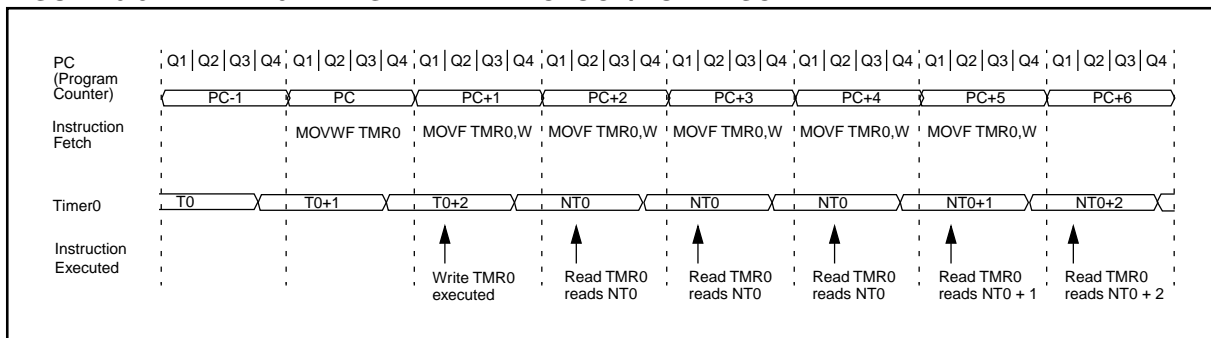 PC
(Program
Counter)
Q1 Q2 Q3 Q4 Q1 Q2 Q3 Q4 Q1 Q2 Q3 Q4 Q1 Q2 Q3 Q4 Q1 Q2 Q3 Q4 Q1 Q2 Q3 Q4 Q1 Q2 Q3 Q4 Q1 Q2 Q3 Q4
PC-1 PC PC+1 PC+2 PC+3 PC+4 PC+5 PC+6
Instruction
Fetch
MOVWF TMR0 MOVF TMR0,W MOVF TMR0,W MOVF TMR0,W MOVF TMR0,W MOVF TMR0,W
Timer0
T0 T0+1 T0+2 NT0 NT0 NT0 NT0+1 NT0+2
Instruction
Executed
Write TMR0
executed
Read TMR0
reads NT0
Read TMR0
reads NT0
Read TMR0
reads NT0
Read TMR0
reads NT0 + 1
Read TMR0
reads NT0 + 2